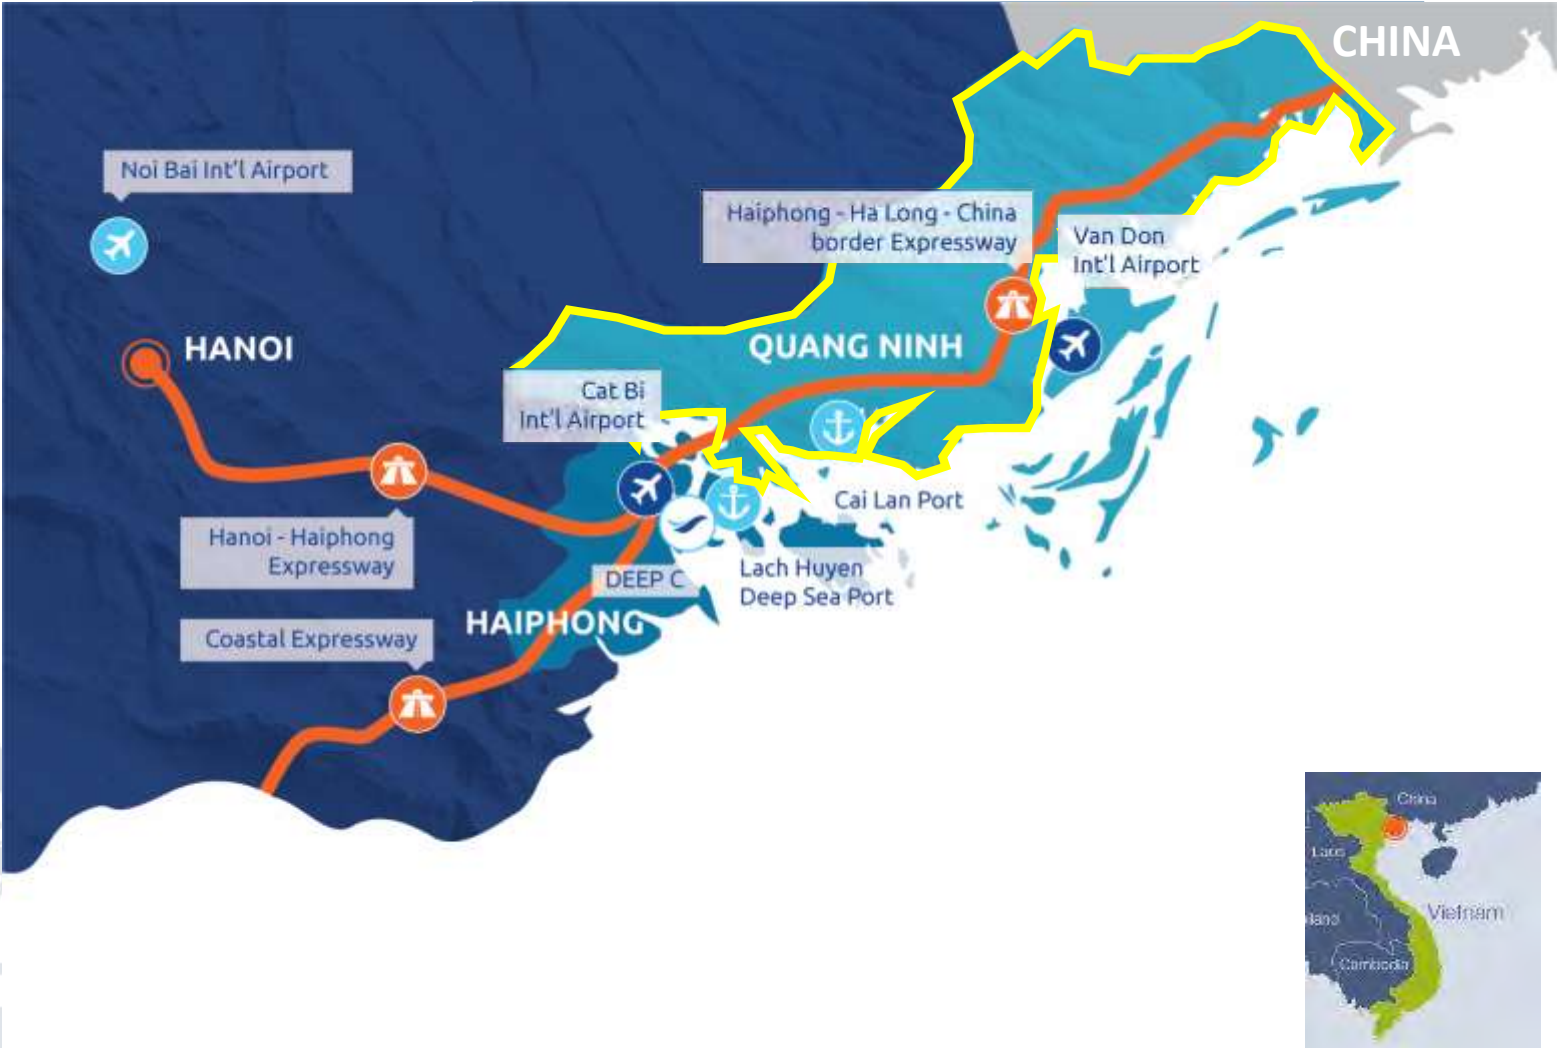 CHINA
Noi Bai Int'l Airport
Haiphong - Ha Long - China
border Expressway
Van Don
Int'l Airport
HANOI
QUANG NINH
Cat Bi
Int'l Airport
Cai Lan Port
Hanoi - Haiphong
Expressway
DEEP C
Lach Huyen
Deep Sea Port
HAIPHONG
Coastal Expressway
China
Laos
Vietnam
iland
Cambodia